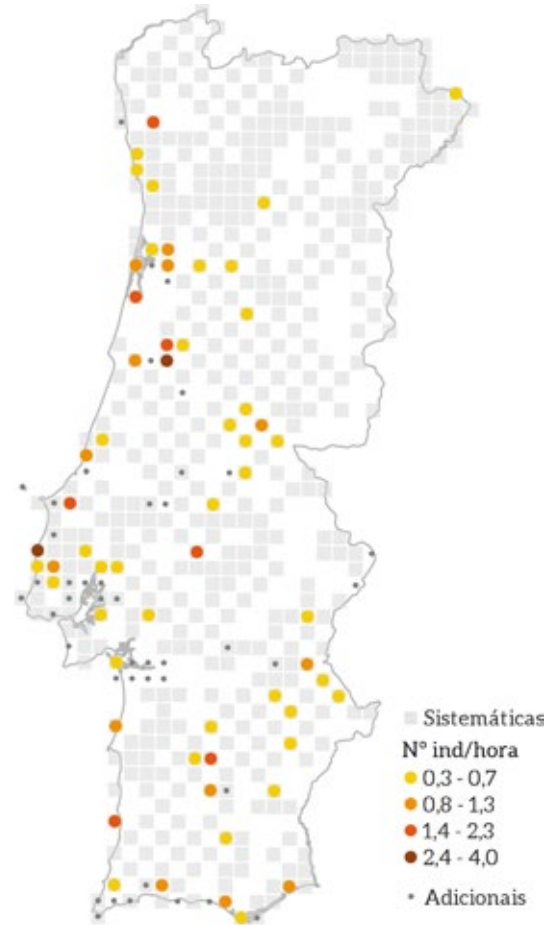 Sistemáticas
N° ind/hora
0,3 - 0,7
0,8 - 1,3
1,4 - 2,3
2,4 - 4,0
Adicionais